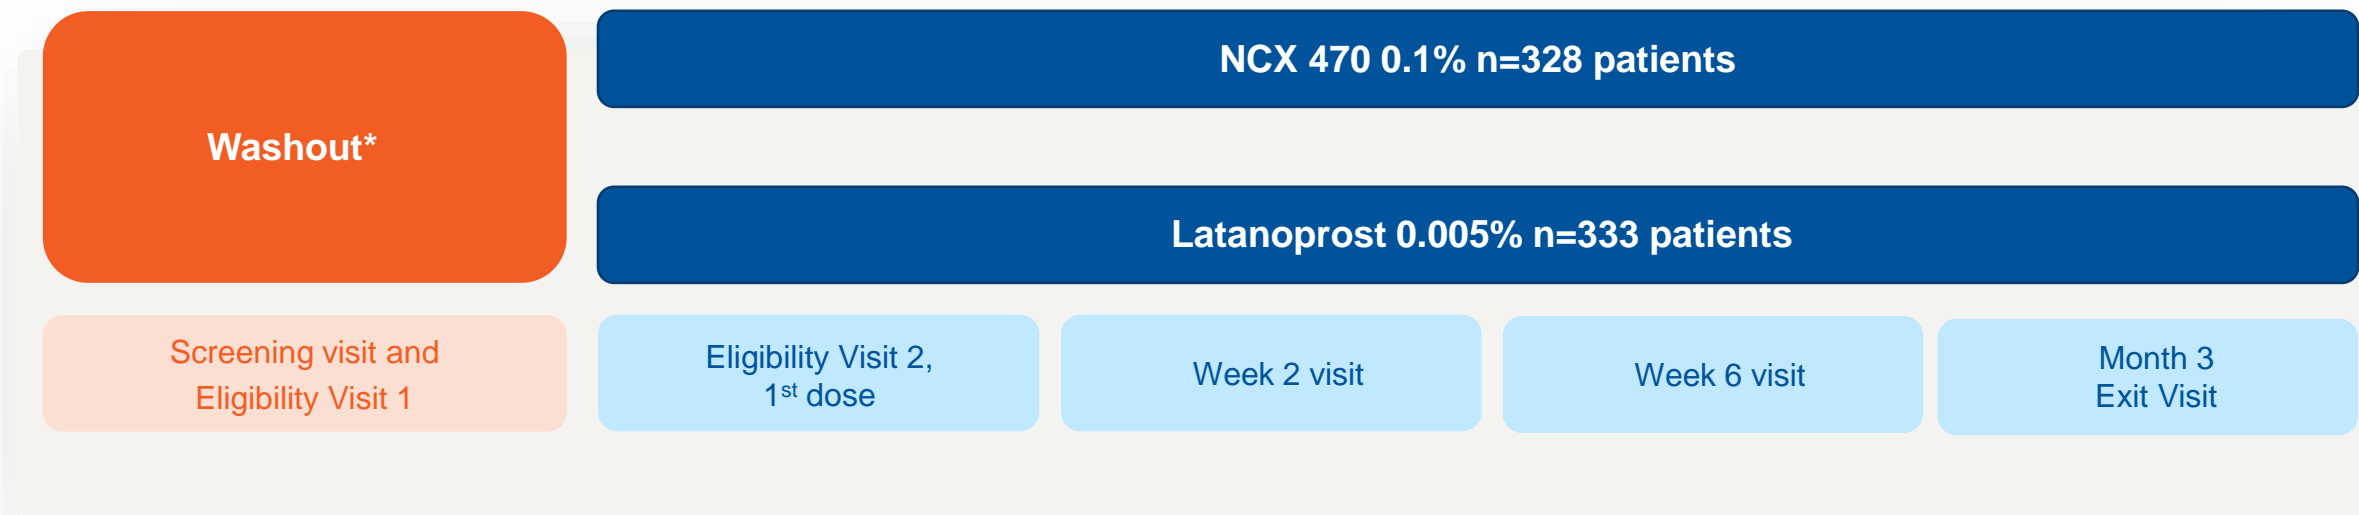 Washout*
NCX 470 0.1% n=328 patients
Latanoprost 0.005% n=333 patients
Screening visit and
Eligibility Visit 1
Eligibility Visit 2,
1st dose
Week 2 visit
Week 6 visit
Month 3
Exit Visit